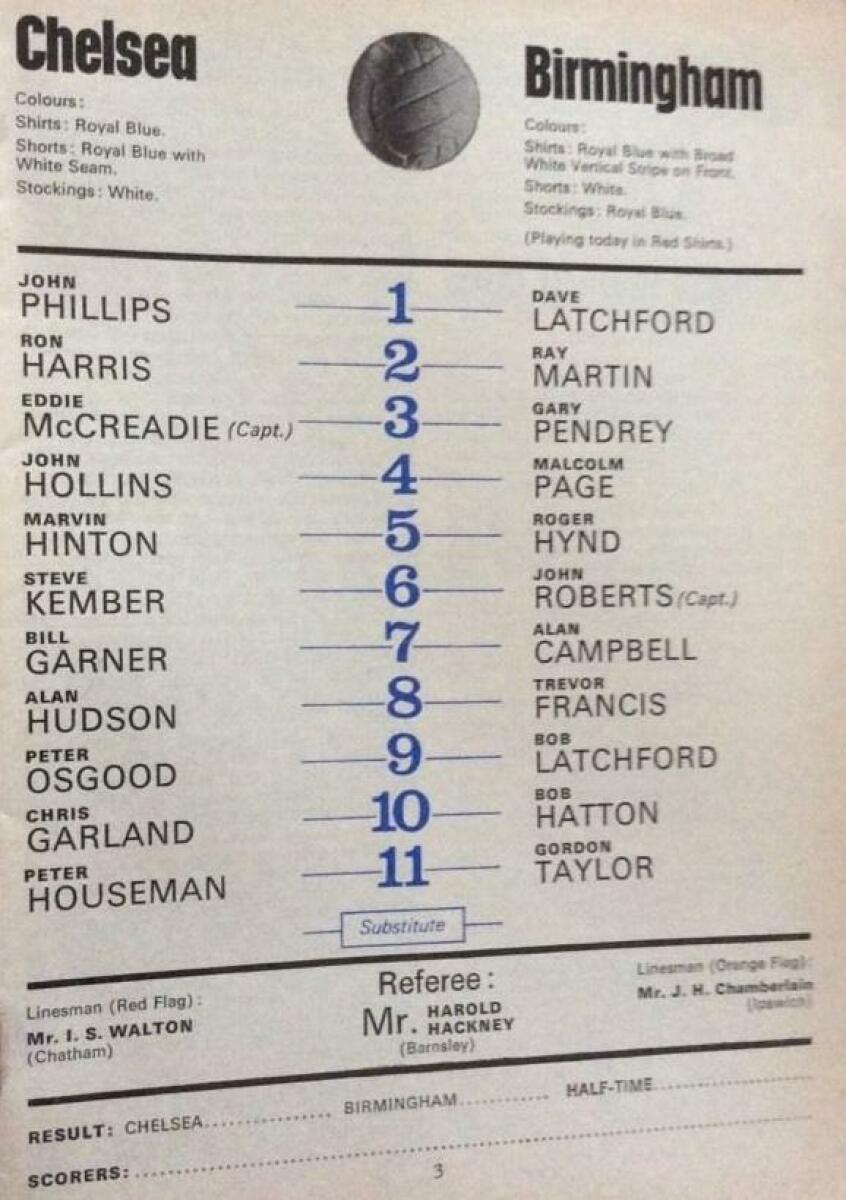 Chelsea
Colours:
Shirts: Royal Blue.
Shorts: Royal Blue with
White Seam.
Stockings: White.
Birmingham
Colours:
Shirts: Royal Blue with Broad
White Vertical Stripe on Front.
Shorts: White.
Stockings: Royal Blue.
(Playing today in Red Shirts.)
JOHN
PHILLIPS
1
DAVE
LATCHFORD
RON
HARRIS
2
RAY
MARTIN
EDDIE
McCREADIE (Capt.)
3
GARY
PENDREY
JOHN
HOLLINS
4
MALCOLM
PAGE
MARVIN
HINTON
5
ROGER
HYND
STEVE
KEMBER
6
JOHN
ROBERTS (Capt.)
BILL
GARNER
7
ALAN
CAMPBELL
ALAN
HUDSON
8
TREVOR
FRANCIS
PETER
OSGOOD
9
BOB
LATCHFORD
CHRIS
GARLAND
10
BOB
HATTON
PETER
HOUSEMAN
11
GORDON
TAYLOR
Substitute
Linesman (Red Flag):
Mr. I. S. WALTON
(Chatham)
Referee:
Mr. HAROLD
HACKNEY
(Barnsley)
Linesman (Orange Flag):
Mr. J. H. Chamberlain
(Ipswich)
RESULT: CHELSEA.................... BIRMINGHAM.............. HALF-TIME........................
SCORERS:................................................................................
3